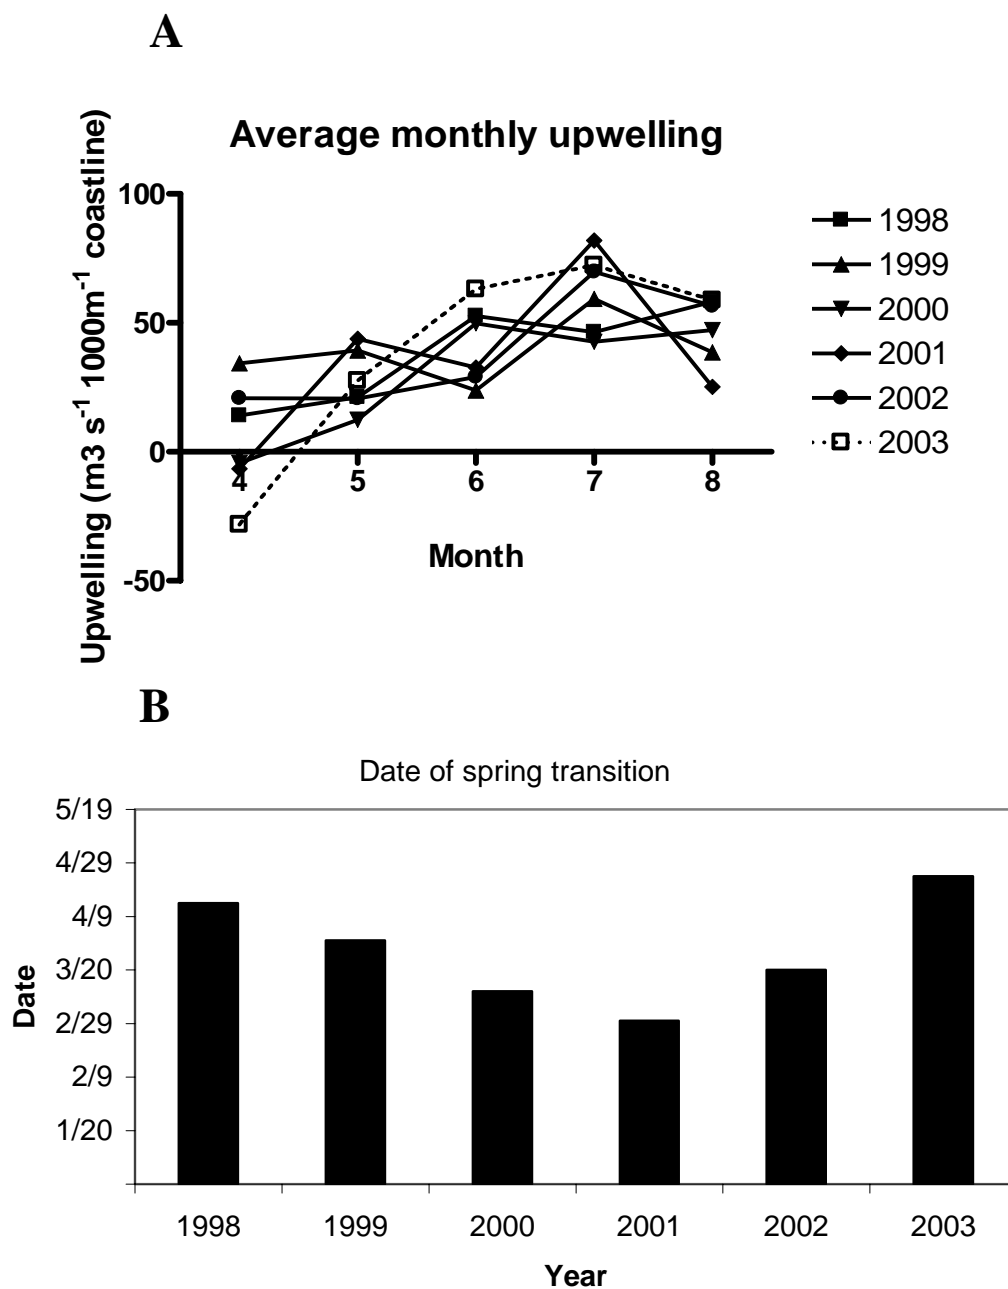 A
Average monthly upwelling
Upwelling (m3 s⁻¹ 1000m⁻¹ coastline)
100
50
0
-50
4 5 6 7 8
Month
1998
1999
2000
2001
2002
2003
B
Date of spring transition
Date
5/19
4/29
4/9
3/20
2/29
2/9
1/20
1998 1999 2000 2001 2002 2003
Year